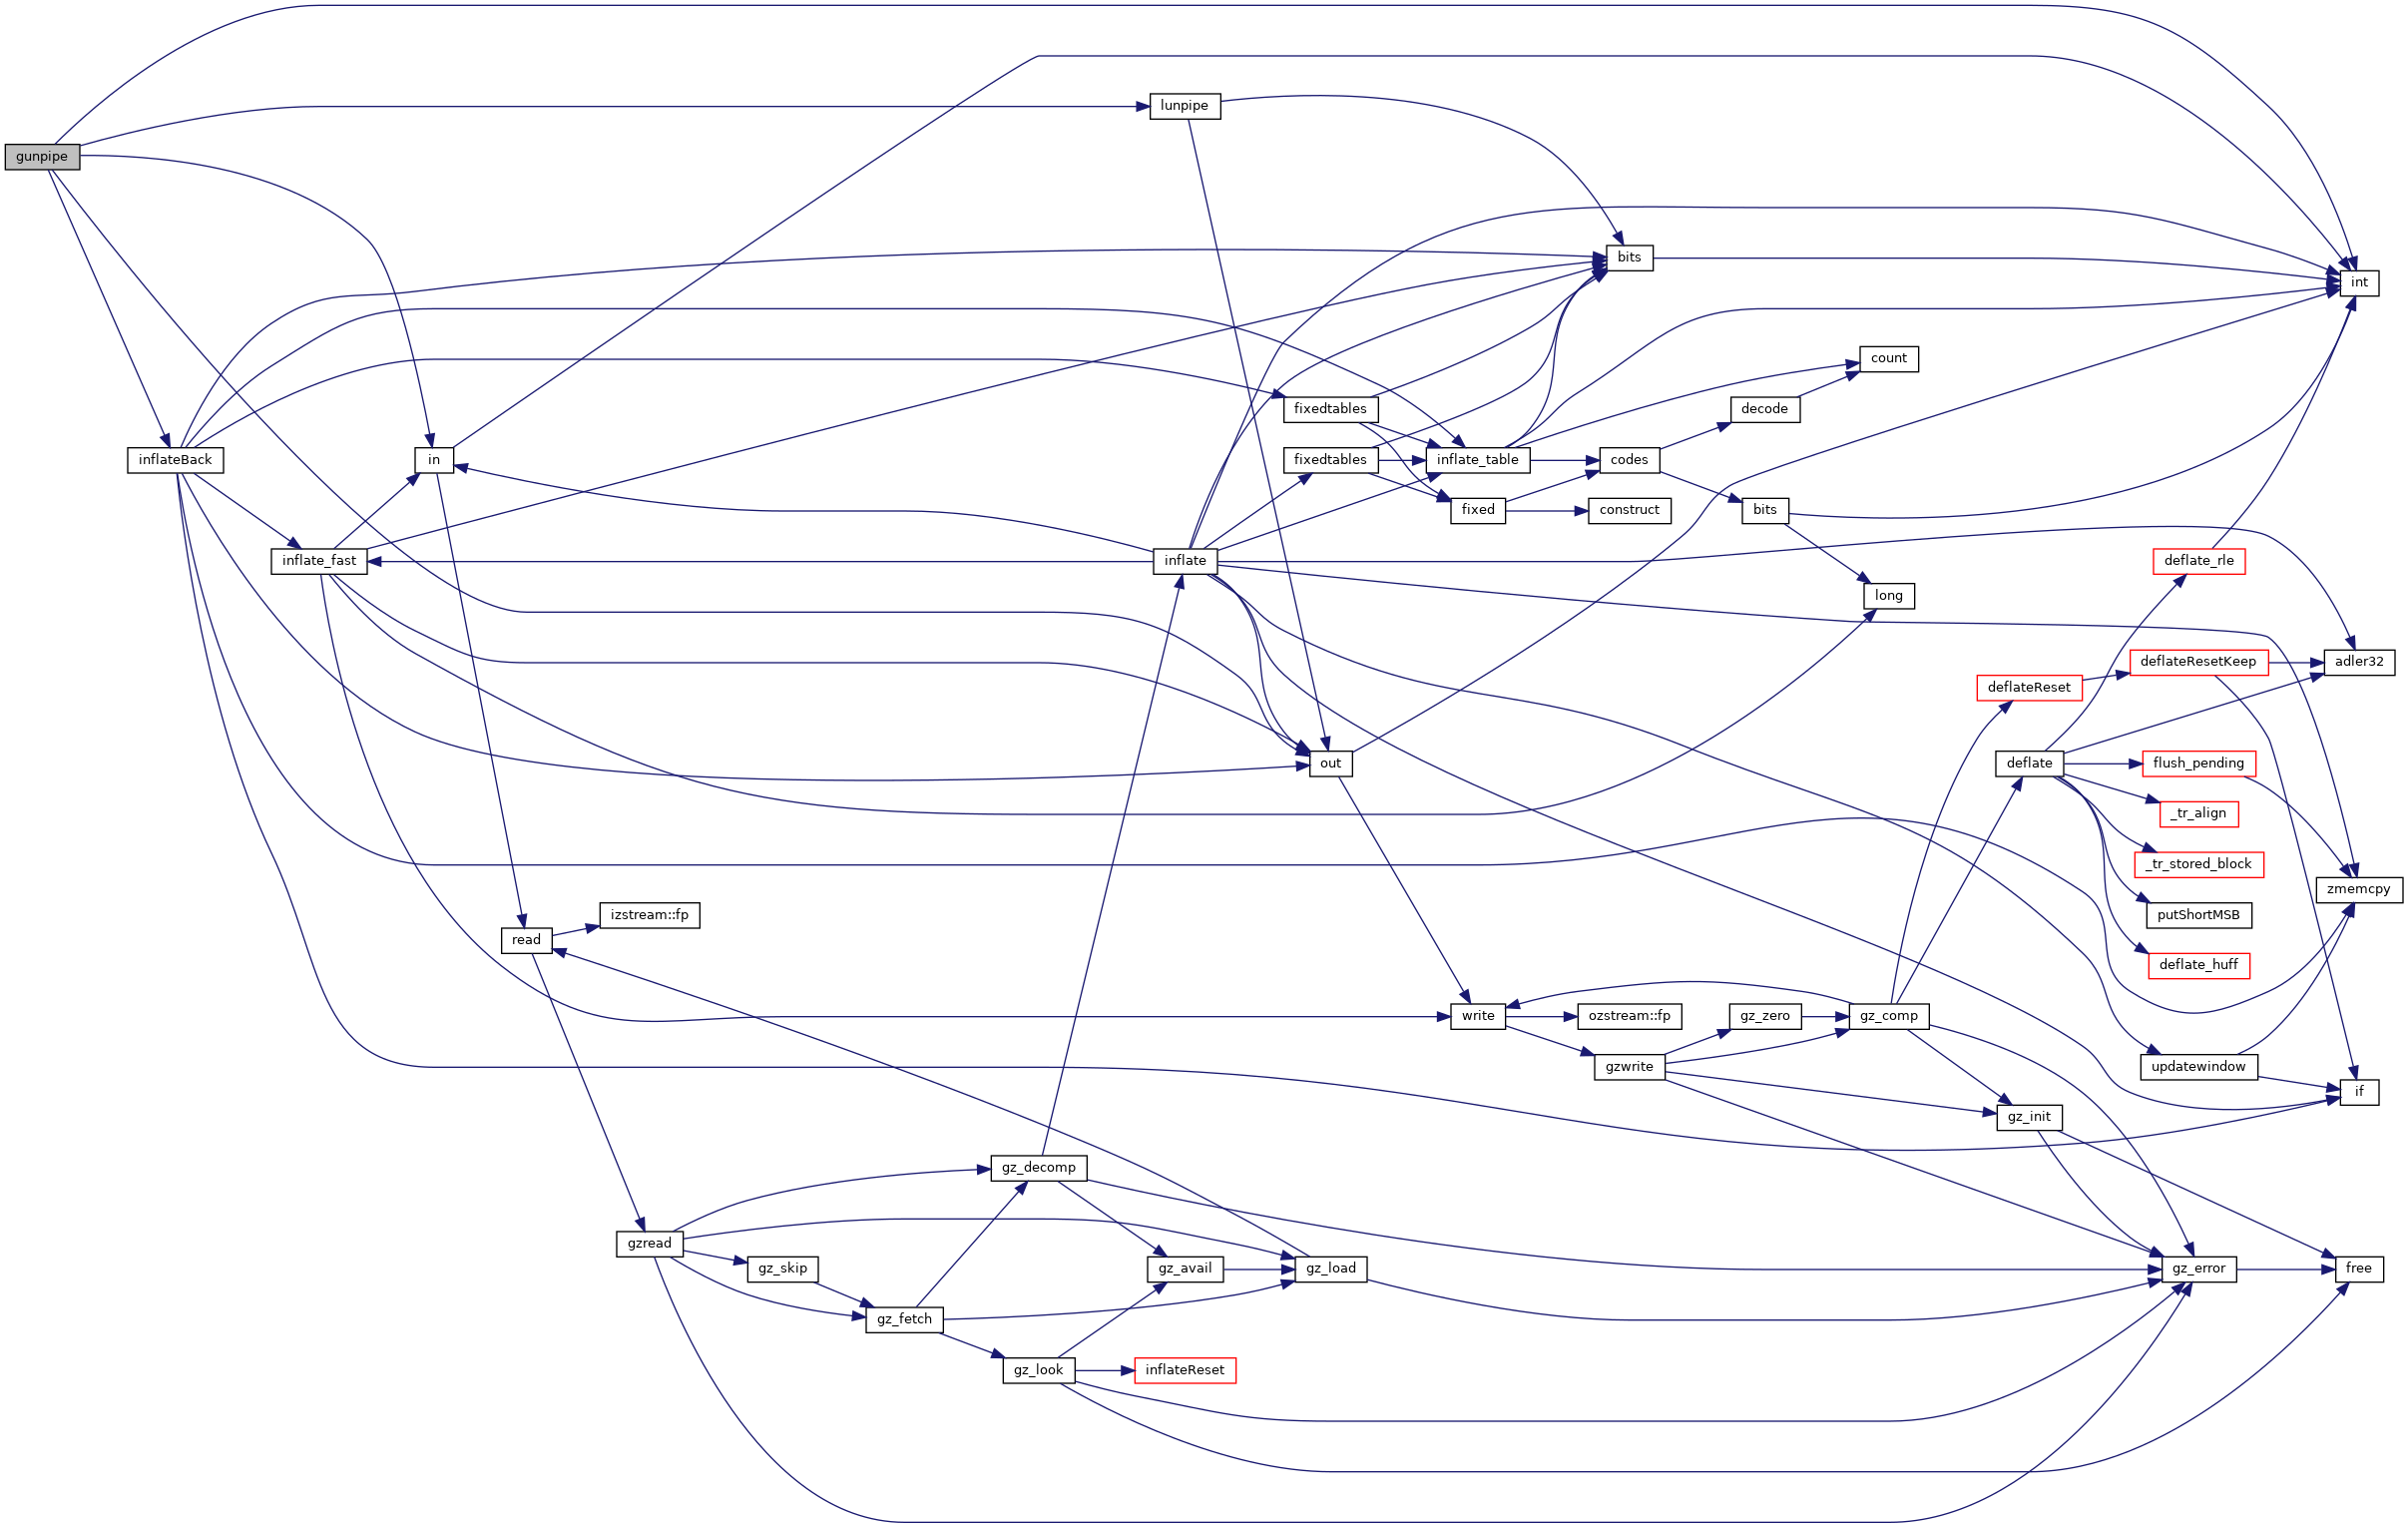 gunpipe
lunpipe
bits
int
count
fixedtables
decode
inflateBack
in
fixedtables
inflate_table
codes
fixed
construct
bits
inflate_fast
inflate
deflate_rle
long
deflateResetKeep
adler32
deflateReset
out
deflate
flush_pending
_tr_align
_tr_stored_block
zmemcpy
izstream::fp
putShortMSB
read
deflate_huff
write
ozstream::fp
gz_zero
gz_comp
gzwrite
updatewindow
if
gz_init
gz_decomp
gzread
gz_skip
gz_avail
gz_load
gz_error
free
gz_fetch
gz_look
inflateReset